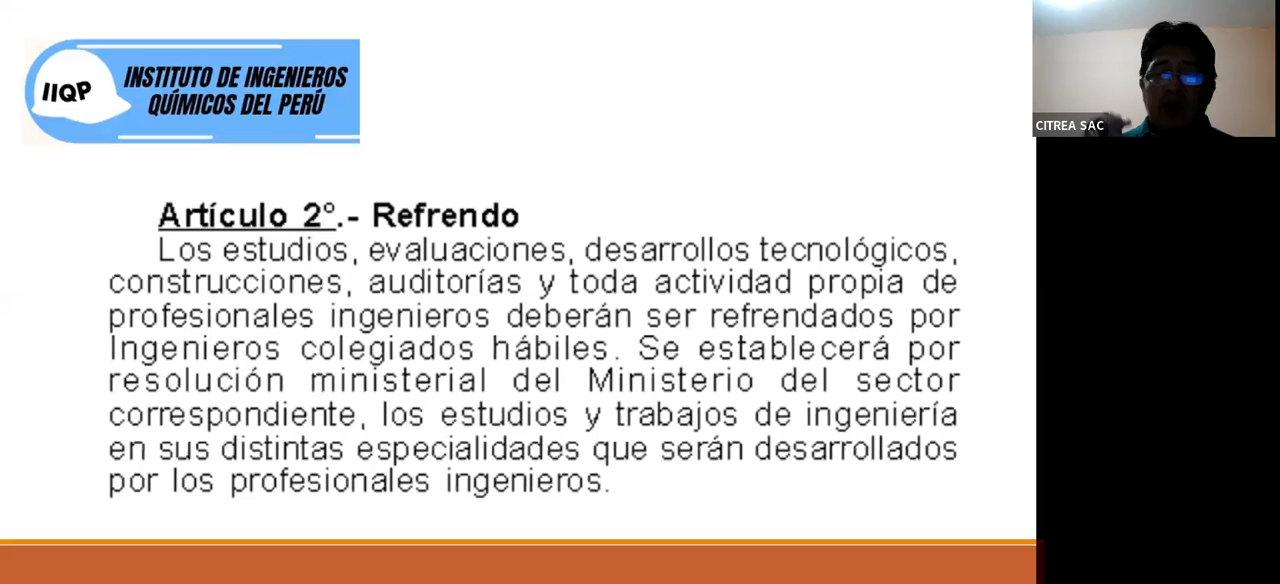 IIQP
INSTITUTO DE INGENIEROS
QUÍMICOS DEL PERÚ
CITREA SAC
Artículo 2°.- Refrendo
Los estudios, evaluaciones, desarrollos tecnológicos,
construcciones, auditorías y toda actividad propia de
profesionales ingenieros deberán ser refrendados por
Ingenieros colegiados hábiles. Se establecerá por
resolución ministerial del Ministerio del sector
correspondiente, los estudios y trabajos de ingeniería
en sus distintas especialidades que serán desarrollados
por los profesionales ingenieros.